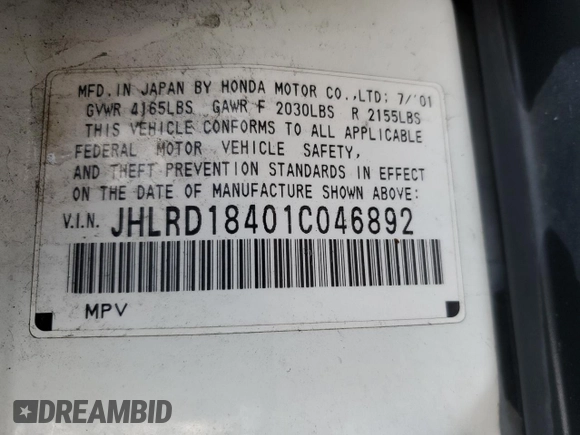 MFD. IN JAPAN BY HONDA MOTOR CO.,LTD: 7/'01
GVWR 4165LBS GAWR F 2030LBS R 2155LBS
THIS VEHICLE CONFORMS TO ALL APPLICABLE
FEDERAL MOTOR VEHICLE SAFETY,
AND THEFT PREVENTION STANDARDS IN EFFECT
ON THE DATE OF MANUFACTURE SHOWN ABOVE:
V.I.N. JHLRD18401C046892
MPV
DREAMBID